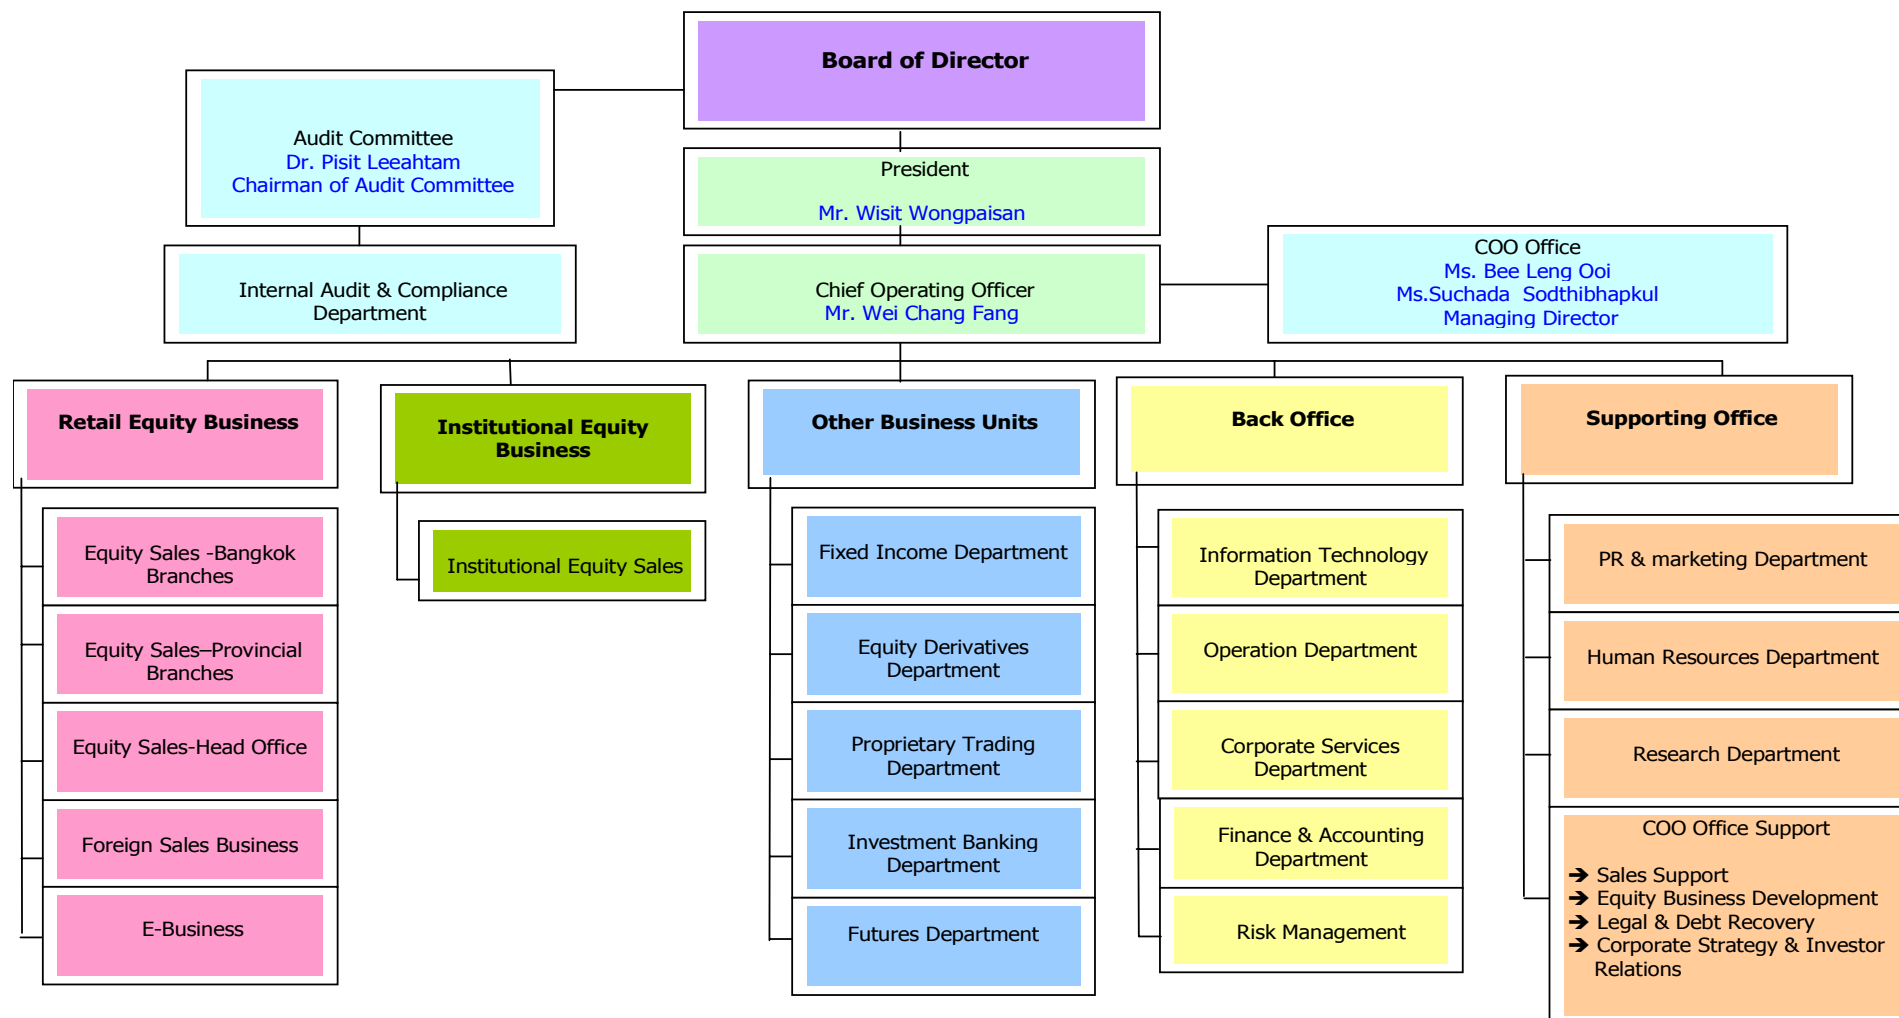 Board of Director
Audit Committee
Dr. Pisit Leeahtam
Chairman of Audit Committee
President
Mr. Wisit Wongpaisan
Internal Audit & Compliance
Department
Chief Operating Officer
Mr. Wei Chang Fang
COO Office
Ms. Bee Leng Ooi
Ms.Suchada  Sodthibhapkul
Managing Director
Retail Equity Business
Equity Sales -Bangkok
Branches
Equity Sales–Provincial
Branches
Equity Sales-Head Office
Foreign Sales Business
E-Business
Institutional Equity
Business
Institutional Equity Sales
Other Business Units
Fixed Income Department
Equity Derivatives
Department
Proprietary Trading
Department
Investment Banking
Department
Futures Department
Back Office
Information Technology
Department
Operation Department
Corporate Services
Department
Finance & Accounting
Department
Risk Management
Supporting Office
PR & marketing Department
Human Resources Department
Research Department
COO Office Support
➔ Sales Support
➔ Equity Business Development
➔ Legal & Debt Recovery
➔ Corporate Strategy & Investor
Relations